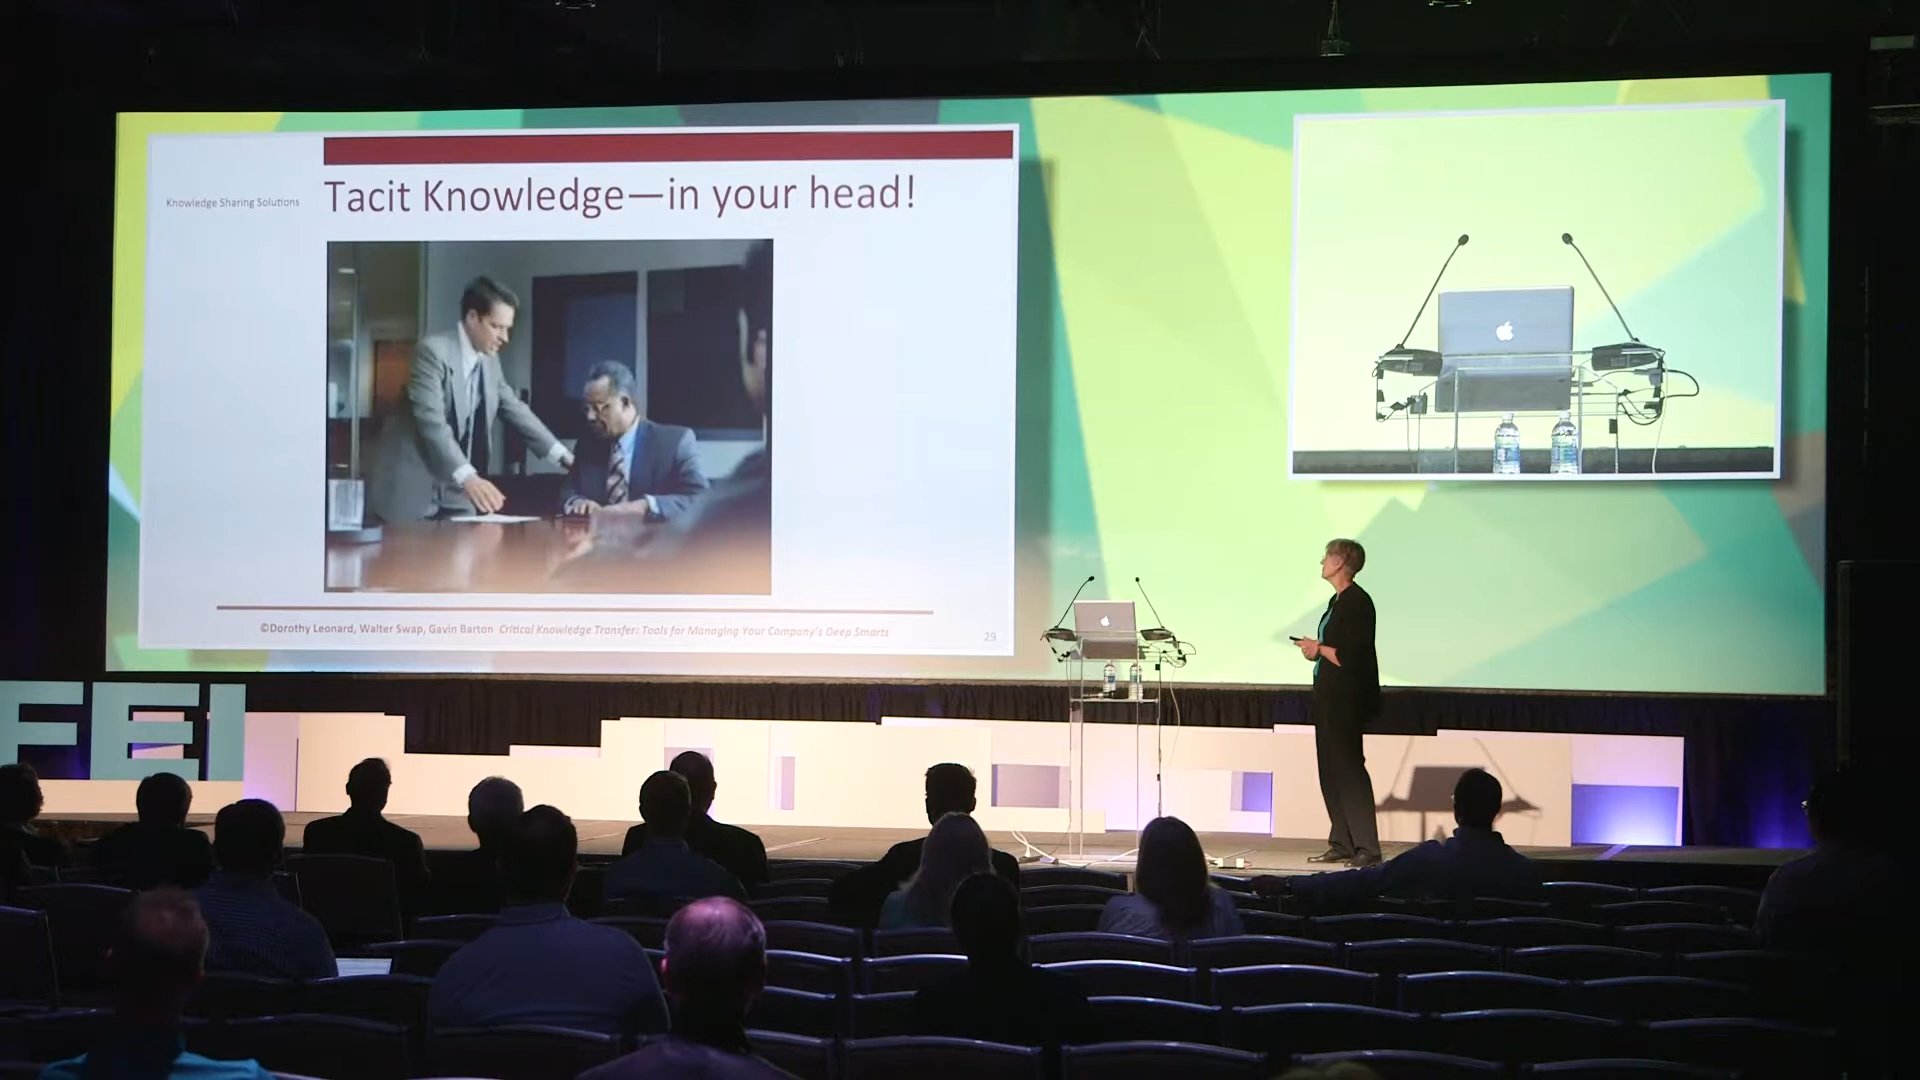 Knowledge Sharing Solutions
Tacit Knowledge—in your head!
©Dorothy Leonard, Walter Swap, Gavin Barton Critical Knowledge Transfer: Tools for Managing Your Company's Deep Smarts
29
FEI